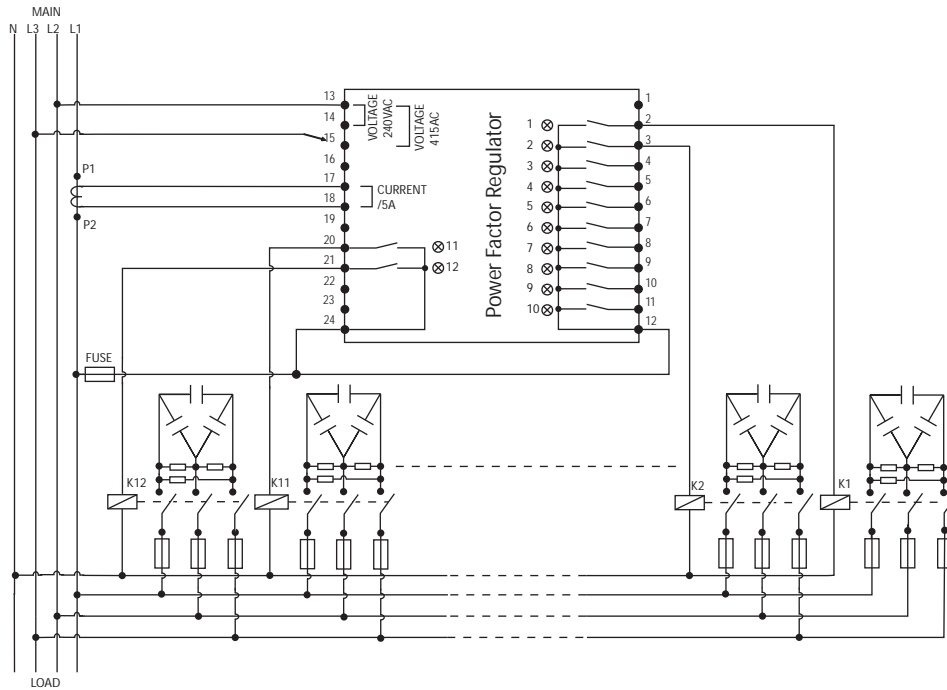 MAIN
N L3 L2 L1
13
14
15
16
17
18
19
20
21
22
23
24
VOLTAGE
240VAC
VOLTAGE
415AC
CURRENT
/5A
11
12
Power Factor Regulator
1
2
3
4
5
6
7
8
9
10
1
2
3
4
5
6
7
8
9
10
11
12
P1
P2
FUSE
K12
K11
K2
K1
LOAD